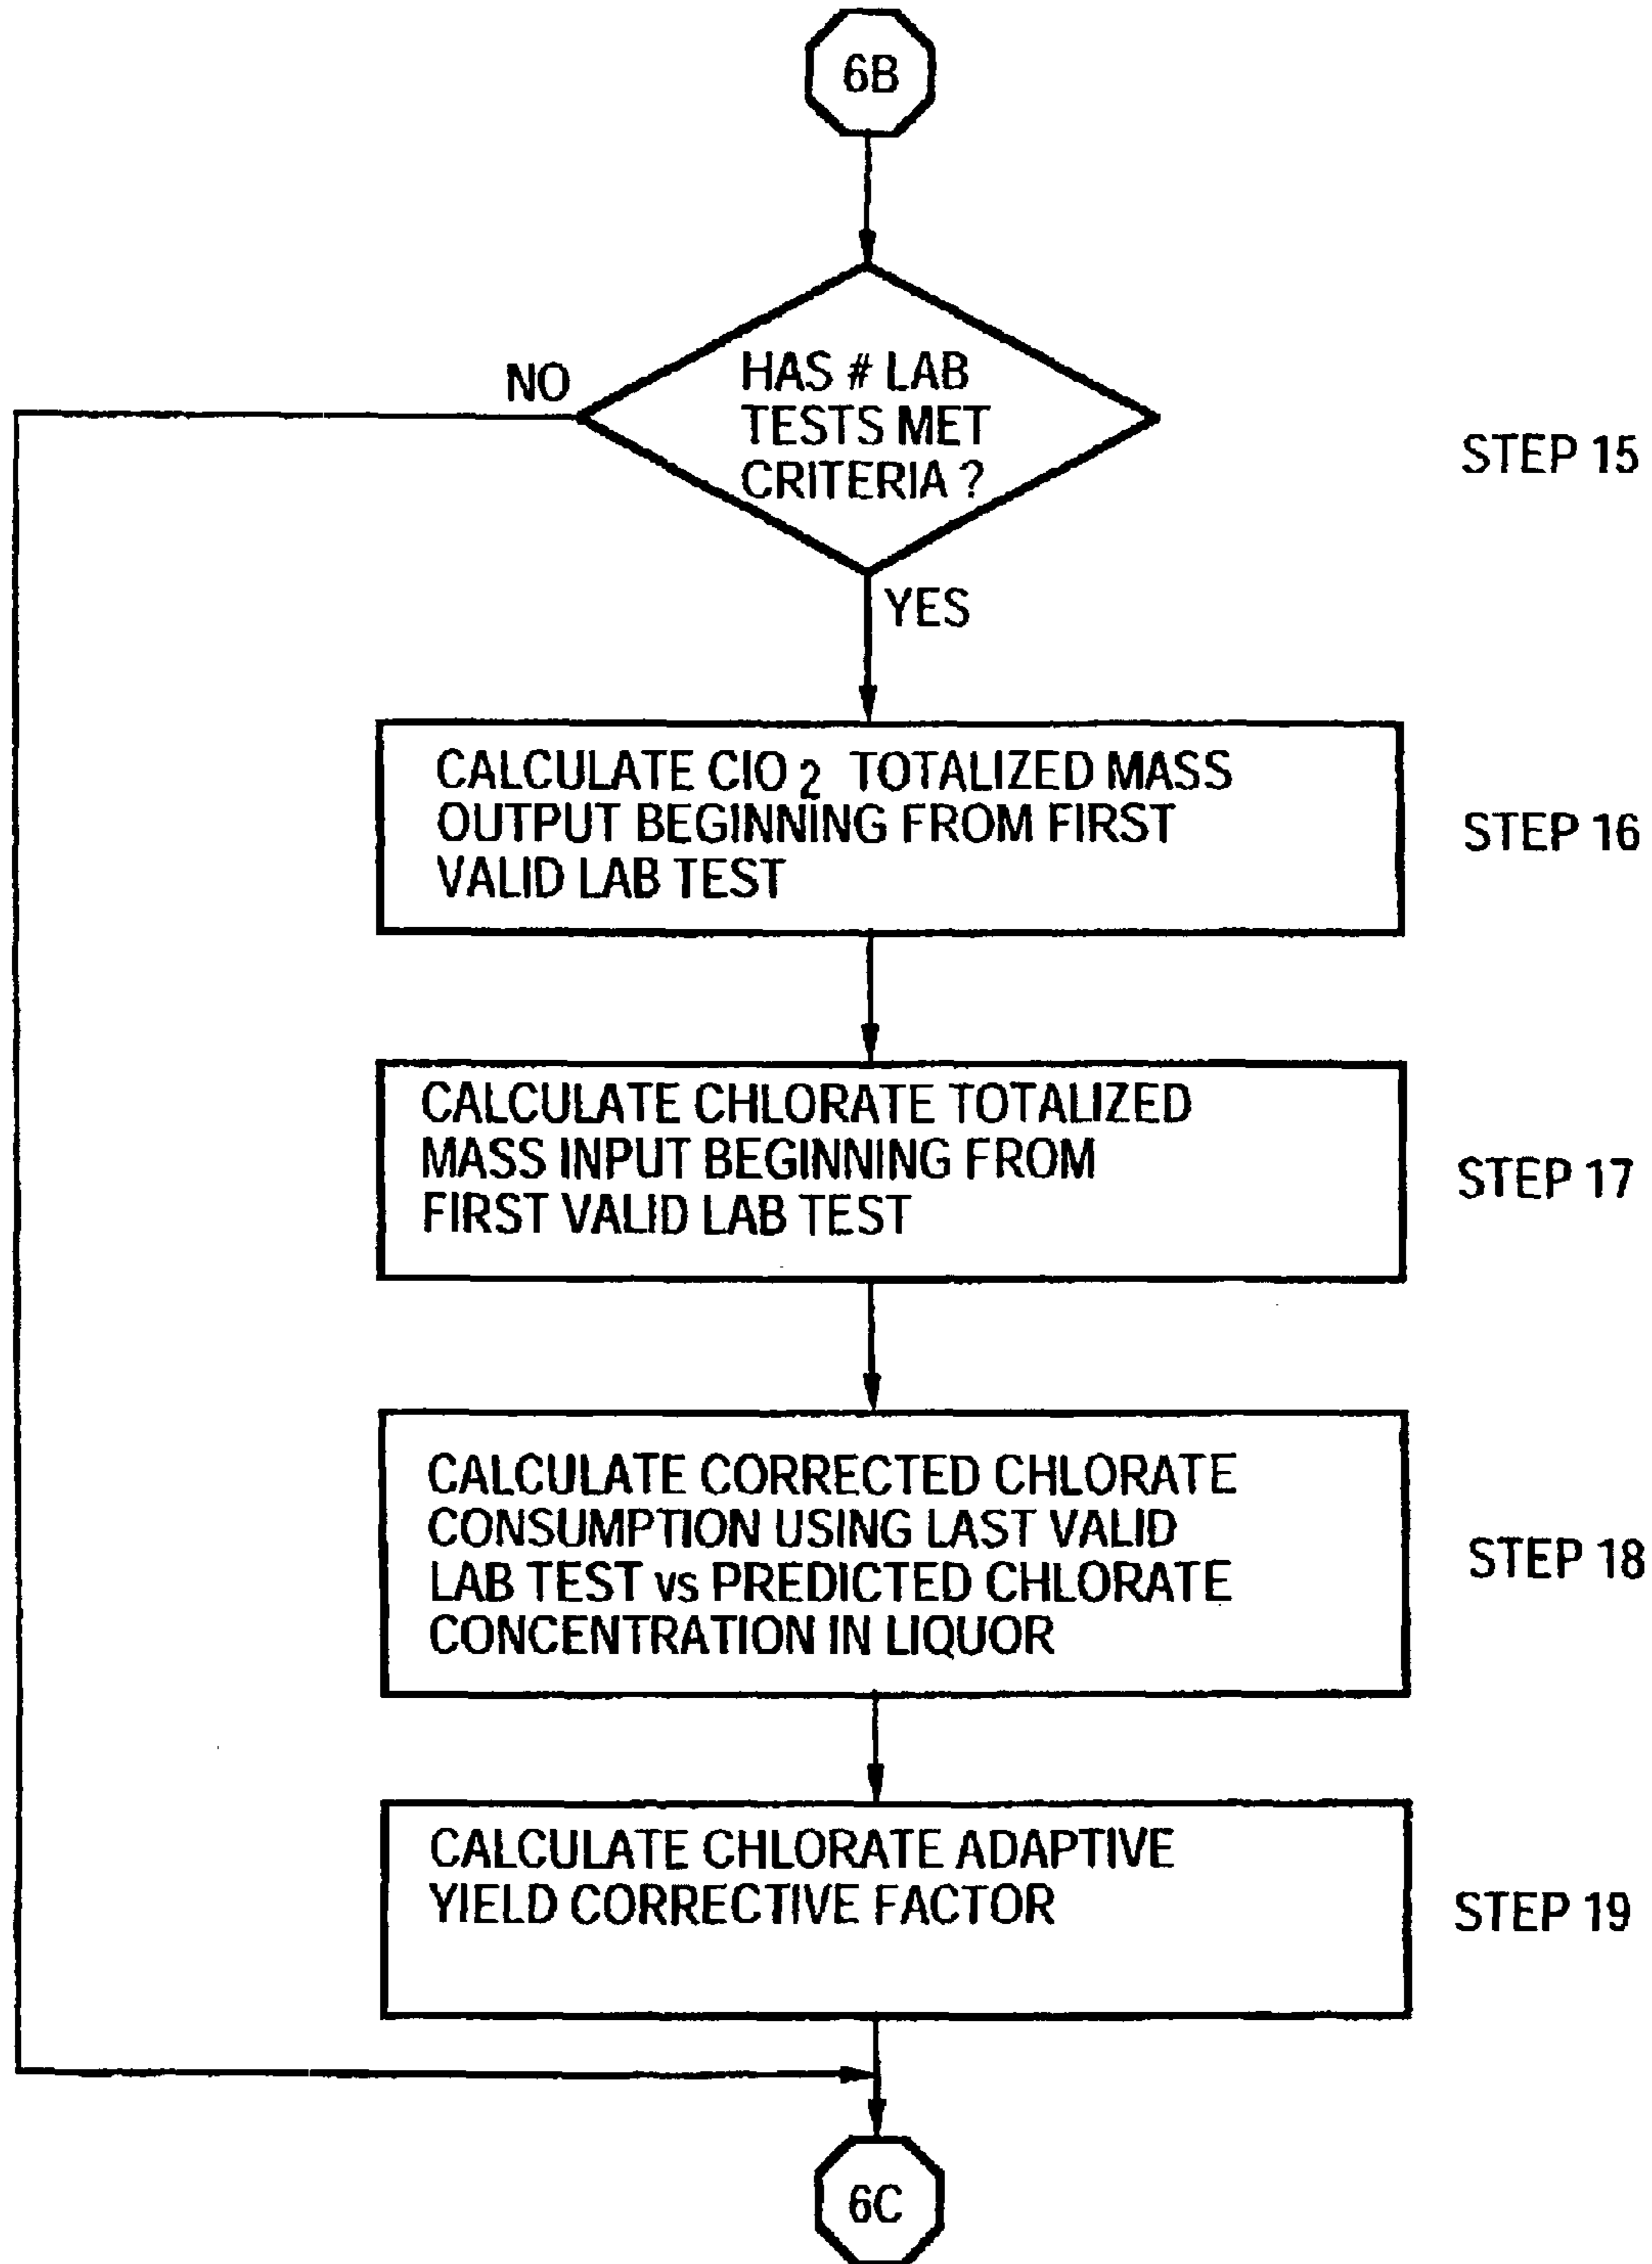 6B
NO
HAS # LAB
TESTS MET
CRITERIA ?
STEP 15
YES
CALCULATE ClO 2 TOTALIZED MASS
OUTPUT BEGINNING FROM FIRST
VALID LAB TEST
STEP 16
CALCULATE CHLORATE TOTALIZED
MASS INPUT BEGINNING FROM
FIRST VALID LAB TEST
STEP 17
CALCULATE CORRECTED CHLORATE
CONSUMPTION USING LAST VALID
LAB TEST vs PREDICTED CHLORATE
CONCENTRATION IN LIQUOR
STEP 18
CALCULATE CHLORATE ADAPTIVE
YIELD CORRECTIVE FACTOR
STEP 19
6C